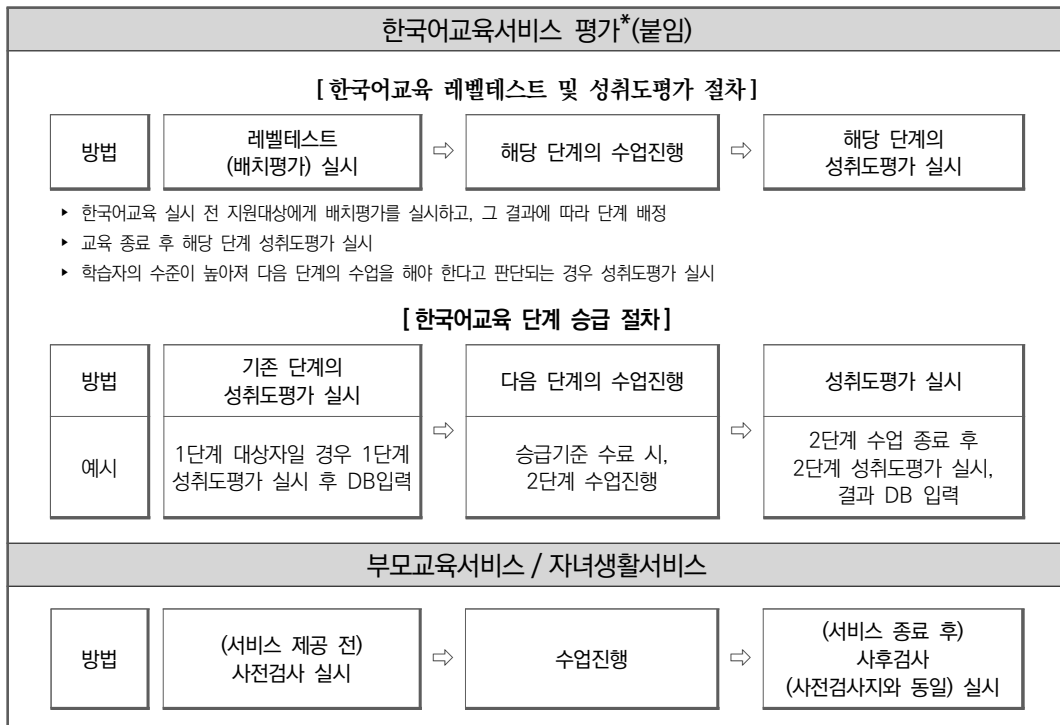 한국어교육서비스 평가*(붙임)
[ 한국어교육 레벨테스트 및 성취도평가 절차 ]
방법
레벨테스트
(배치평가) 실시
⇨
해당 단계의 수업진행
⇨
해당 단계의
성취도평가 실시
▸ 한국어교육 실시 전 지원대상에게 배치평가를 실시하고, 그 결과에 따라 단계 배정
▸ 교육 종료 후 해당 단계 성취도평가 실시
▸ 학습자의 수준이 높아져 다음 단계의 수업을 해야 한다고 판단되는 경우 성취도평가 실시
[ 한국어교육 단계 승급 절차 ]
방법
기존 단계의
성취도평가 실시
⇨
다음 단계의 수업진행
⇨
성취도평가 실시
예시
1단계 대상자일 경우 1단계
성취도평가 실시 후 DB입력
승급기준 수료 시,
2단계 수업진행
2단계 수업 종료 후
2단계 성취도평가 실시,
결과 DB 입력
부모교육서비스 / 자녀생활서비스
방법
(서비스 제공 전)
사전검사 실시
⇨
수업진행
⇨
(서비스 종료 후)
사후검사
(사전검사지와 동일) 실시